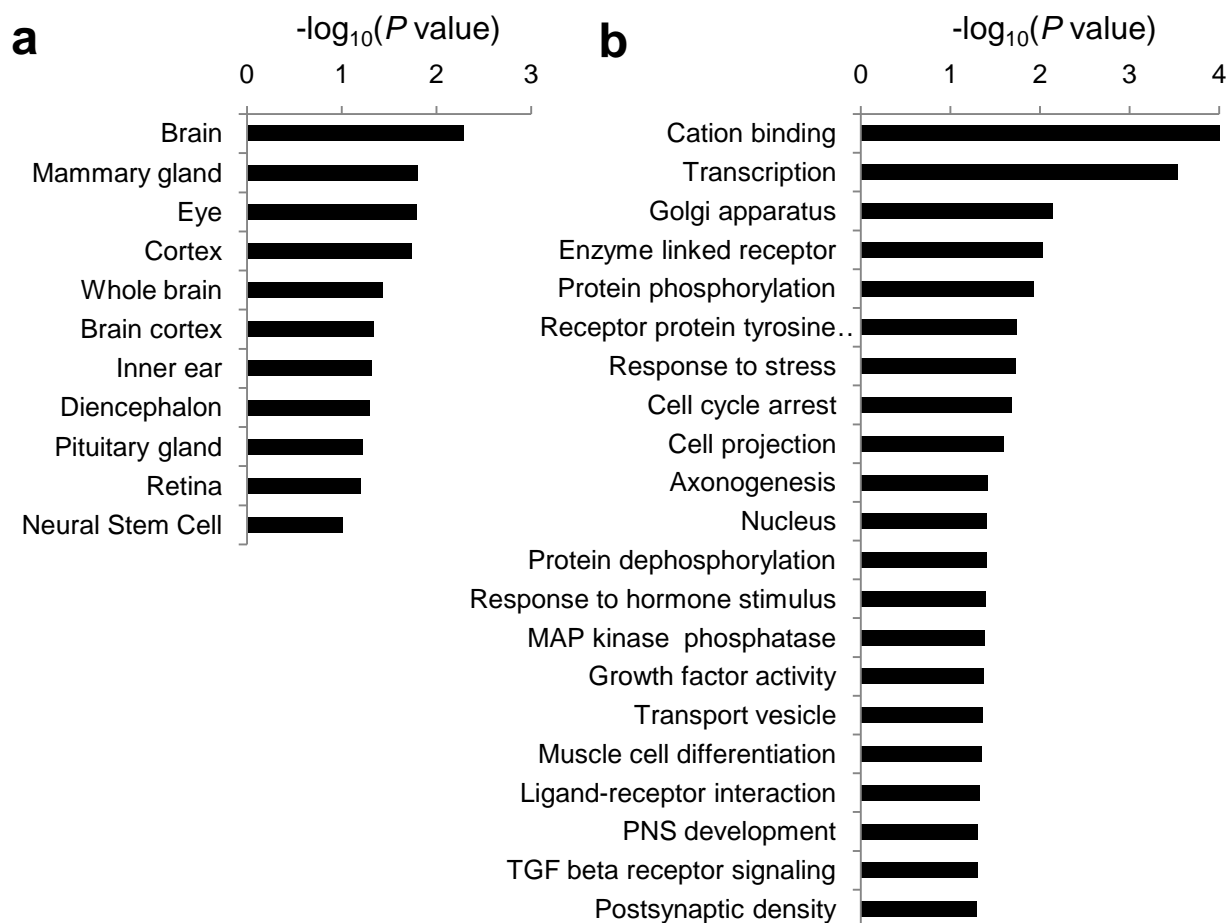 a
-log10(P value)
0 1 2 3
Brain
Mammary gland
Eye
Cortex
Whole brain
Brain cortex
Inner ear
Diencephalon
Pituitary gland
Retina
Neural Stem Cell
b
-log10(P value)
0 1 2 3 4
Cation binding
Transcription
Golgi apparatus
Enzyme linked receptor
Protein phosphorylation
Receptor protein tyrosine..
Response to stress
Cell cycle arrest
Cell projection
Axonogenesis
Nucleus
Protein dephosphorylation
Response to hormone stimulus
MAP kinase  phosphatase
Growth factor activity
Transport vesicle
Muscle cell differentiation
Ligand-receptor interaction
PNS development
TGF beta receptor signaling
Postsynaptic density